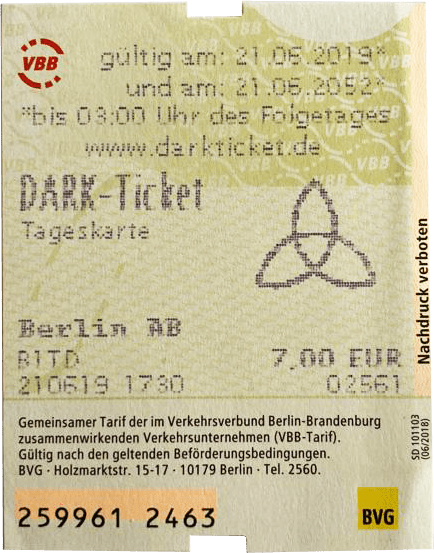 VBB
gültig am: 21.06.2019*
und am: 21.06.2052*
*bis 03:00 Uhr des Folgetages
www.darkticket.de
DARK-Ticket
Tageskarte
Berlin AB
B1TD 7,00 EUR
210619 1730 02561
Gemeinsamer Tarif der im Verkehrsverbund Berlin-Brandenburg
zusammenwirkenden Verkehrsunternehmen (VBB-Tarif).
Gültig nach den geltenden Beförderungsbedingungen.
BVG · Holzmarktstr. 15-17 · 10179 Berlin · Tel. 2560.
259961 2463
BVG
Nachdruck verboten
SD 101103
(06/2018)
VBB